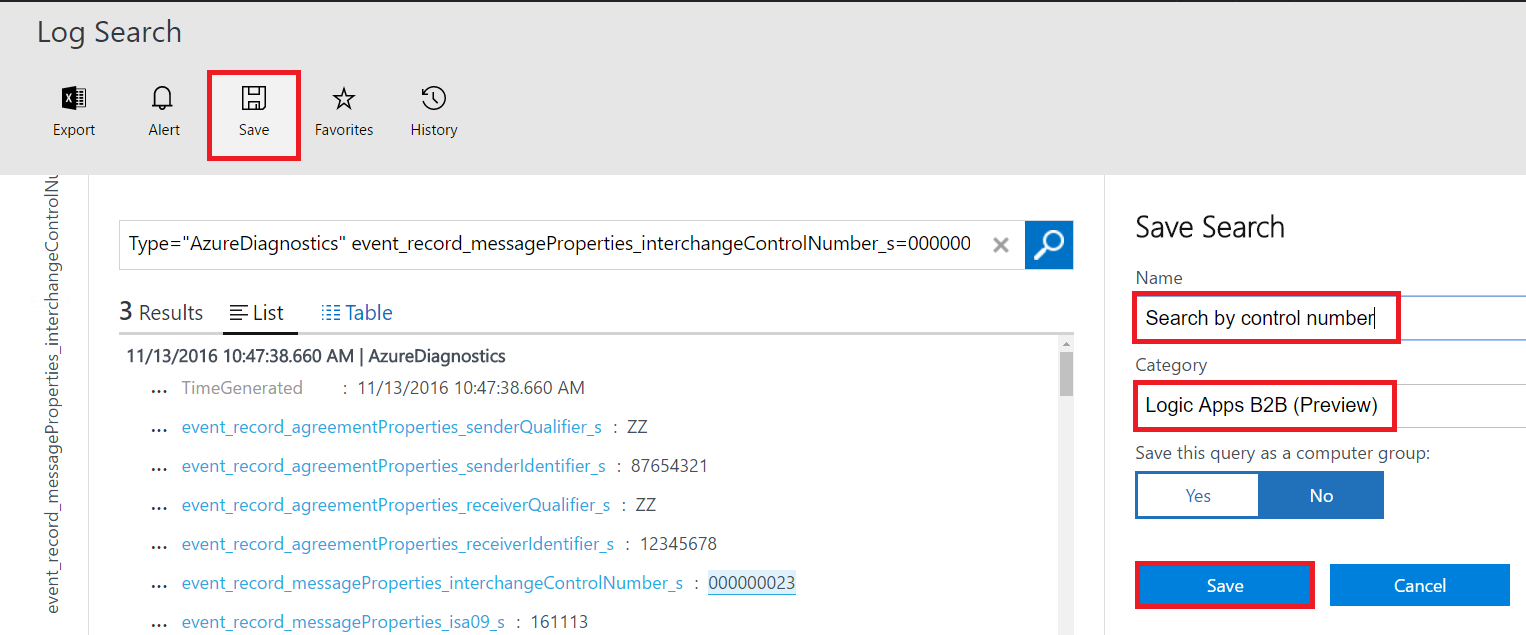 Log Search
Export
Alert
Save
Favorites
History
event_record_messageProperties_interchangeControlNu
Type="AzureDiagnostics" event_record_messageProperties_interchangeControlNumber_s=000000
3 Results
List
Table
11/13/2016 10:47:38.660 AM | AzureDiagnostics
... TimeGenerated : 11/13/2016 10:47:38.660 AM
... event_record_agreementProperties_senderQualifier_s : ZZ
... event_record_agreementProperties_senderIdentifier_s : 87654321
... event_record_agreementProperties_receiverQualifier_s : ZZ
... event_record_agreementProperties_receiverIdentifier_s : 12345678
... event_record_messageProperties_interchangeControlNumber_s : 000000023
... event_record_messageProperties_isa09_s : 161113
Save Search
Name
Search by control number
Category
Logic Apps B2B (Preview)
Save this query as a computer group:
Yes
No
Save
Cancel